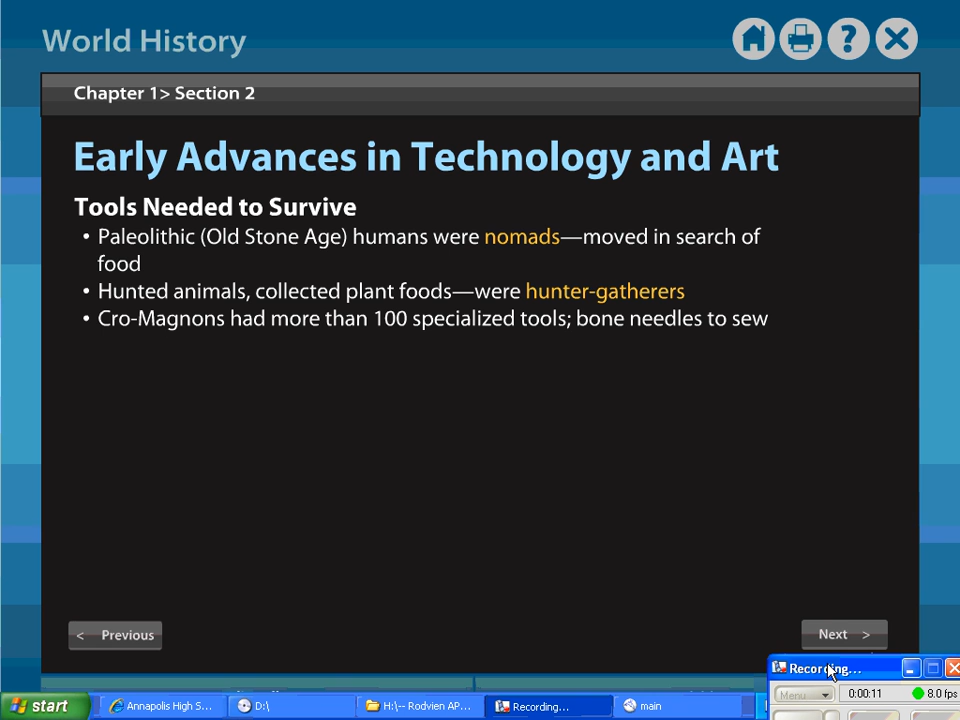 World History
?
Chapter 1> Section 2
Early Advances in Technology and Art
Tools Needed to Survive
• Paleolithic (Old Stone Age) humans were nomads—moved in search of
food
• Hunted animals, collected plant foods—were hunter-gatherers
• Cro-Magnons had more than 100 specialized tools; bone needles to sew
< Previous
Next >
Recording...
Menu
0:00:11
8.0 fps
start
Annapolis High S...
D:\
H:\-- Rodvien AP...
Recording...
main